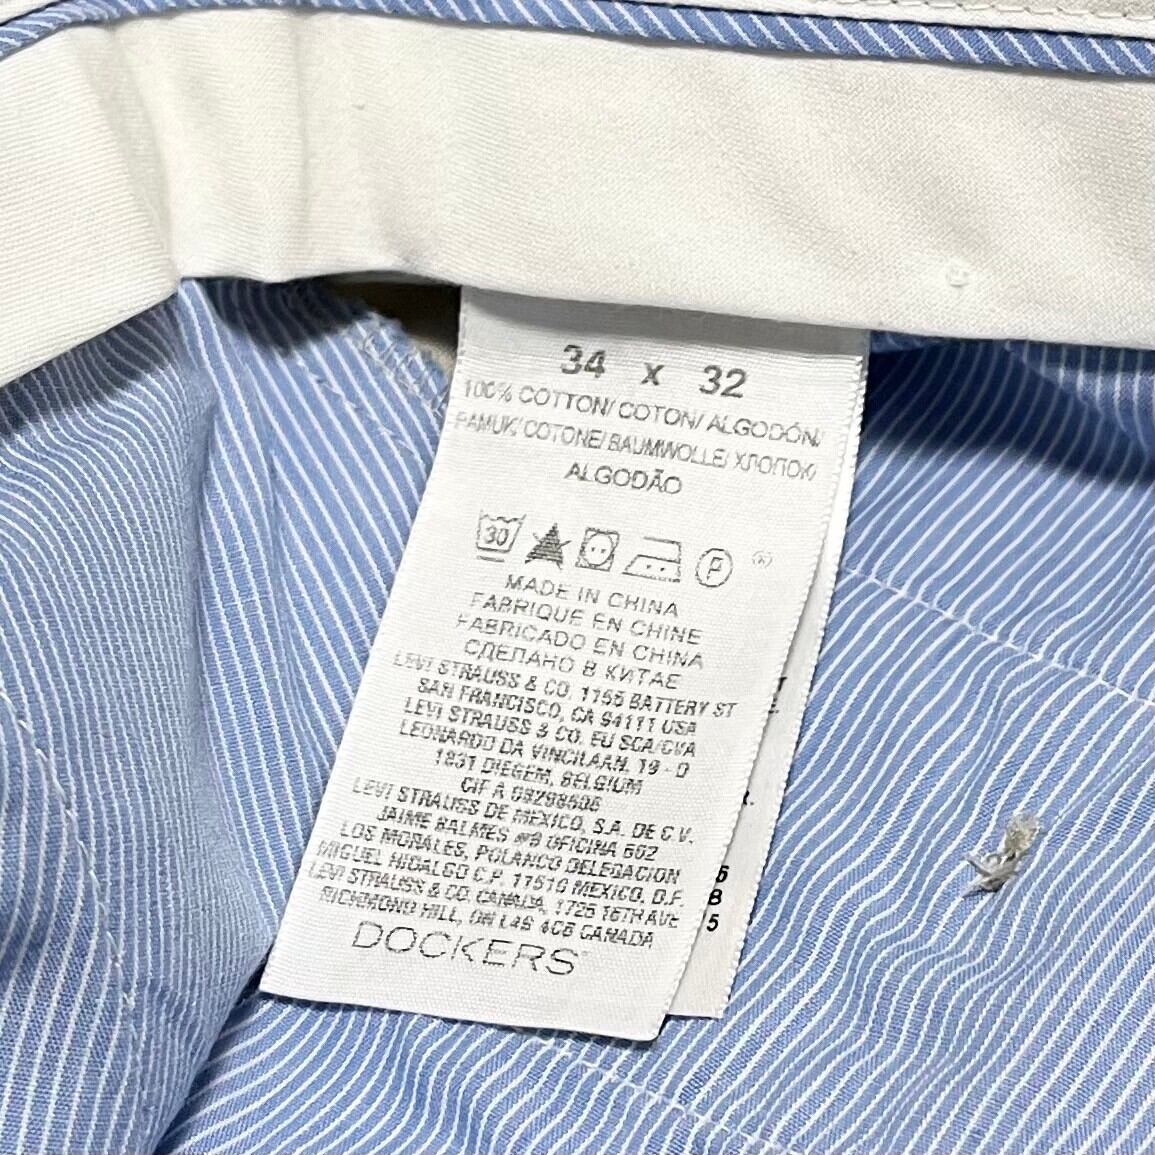 34 x 32
100% COTTON/ COTON/ ALGODÓN/
PAMUK/ COTONE/ BAUMWOLLE/ ХЛОПОК/
ALGODÃO
30 P
MADE IN CHINA
FABRIQUE EN CHINE
FABRICADO EN CHINA
СДЕЛАНО В КИТАЕ
LEVI STRAUSS & CO. 1155 BATTERY ST
SAN FRANCISCO, CA 94111 USA
LEVI STRAUSS & CO. EU SCA/CVA
LEONARDO DA VINCILAAN. 19 - D
1831 DIEGEM, BELGIUM
CIF A
LEVI STRAUSS DE MEXICO, S.A. DE C.V.
JAIME BALMES #8 OFICINA 602
LOS MORALES, POLANCO DELEGACION
MIGUEL HIDALGO C.P. 11510 MEXICO, D.F.
LEVI STRAUSS & CO. CANADA, 1725 16TH AVE
RICHMOND HILL, ON L4B 4C6 CANADA
DOCKERS
8
5